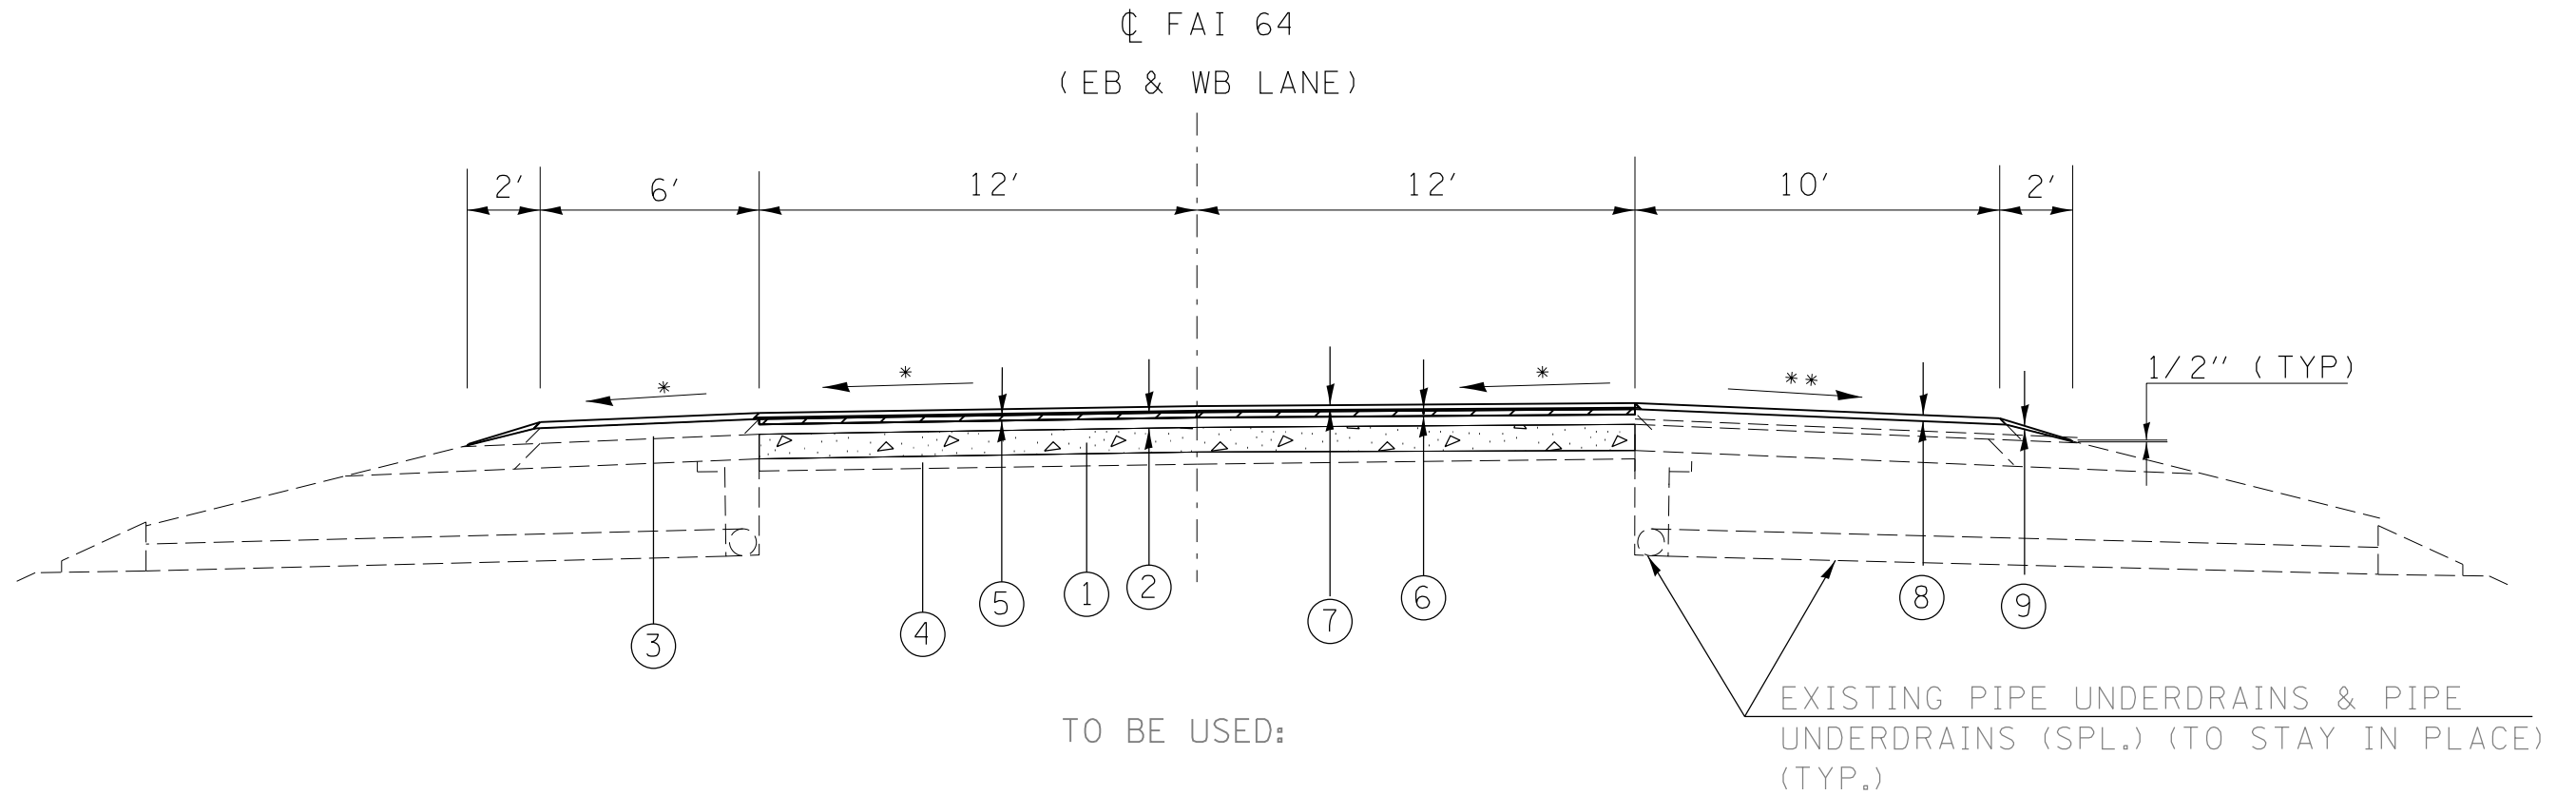 ℄ FAI 64
(EB & WB LANE)
2' 6' 12' 12' 10' 2'
* * * **
1/2" (TYP)
3 4 5 1 2 7 6 8 9
EXISTING PIPE UNDERDRAINS & PIPE
UNDERDRAINS (SPL.) (TO STAY IN PLACE)
(TYP.)
TO BE USED: